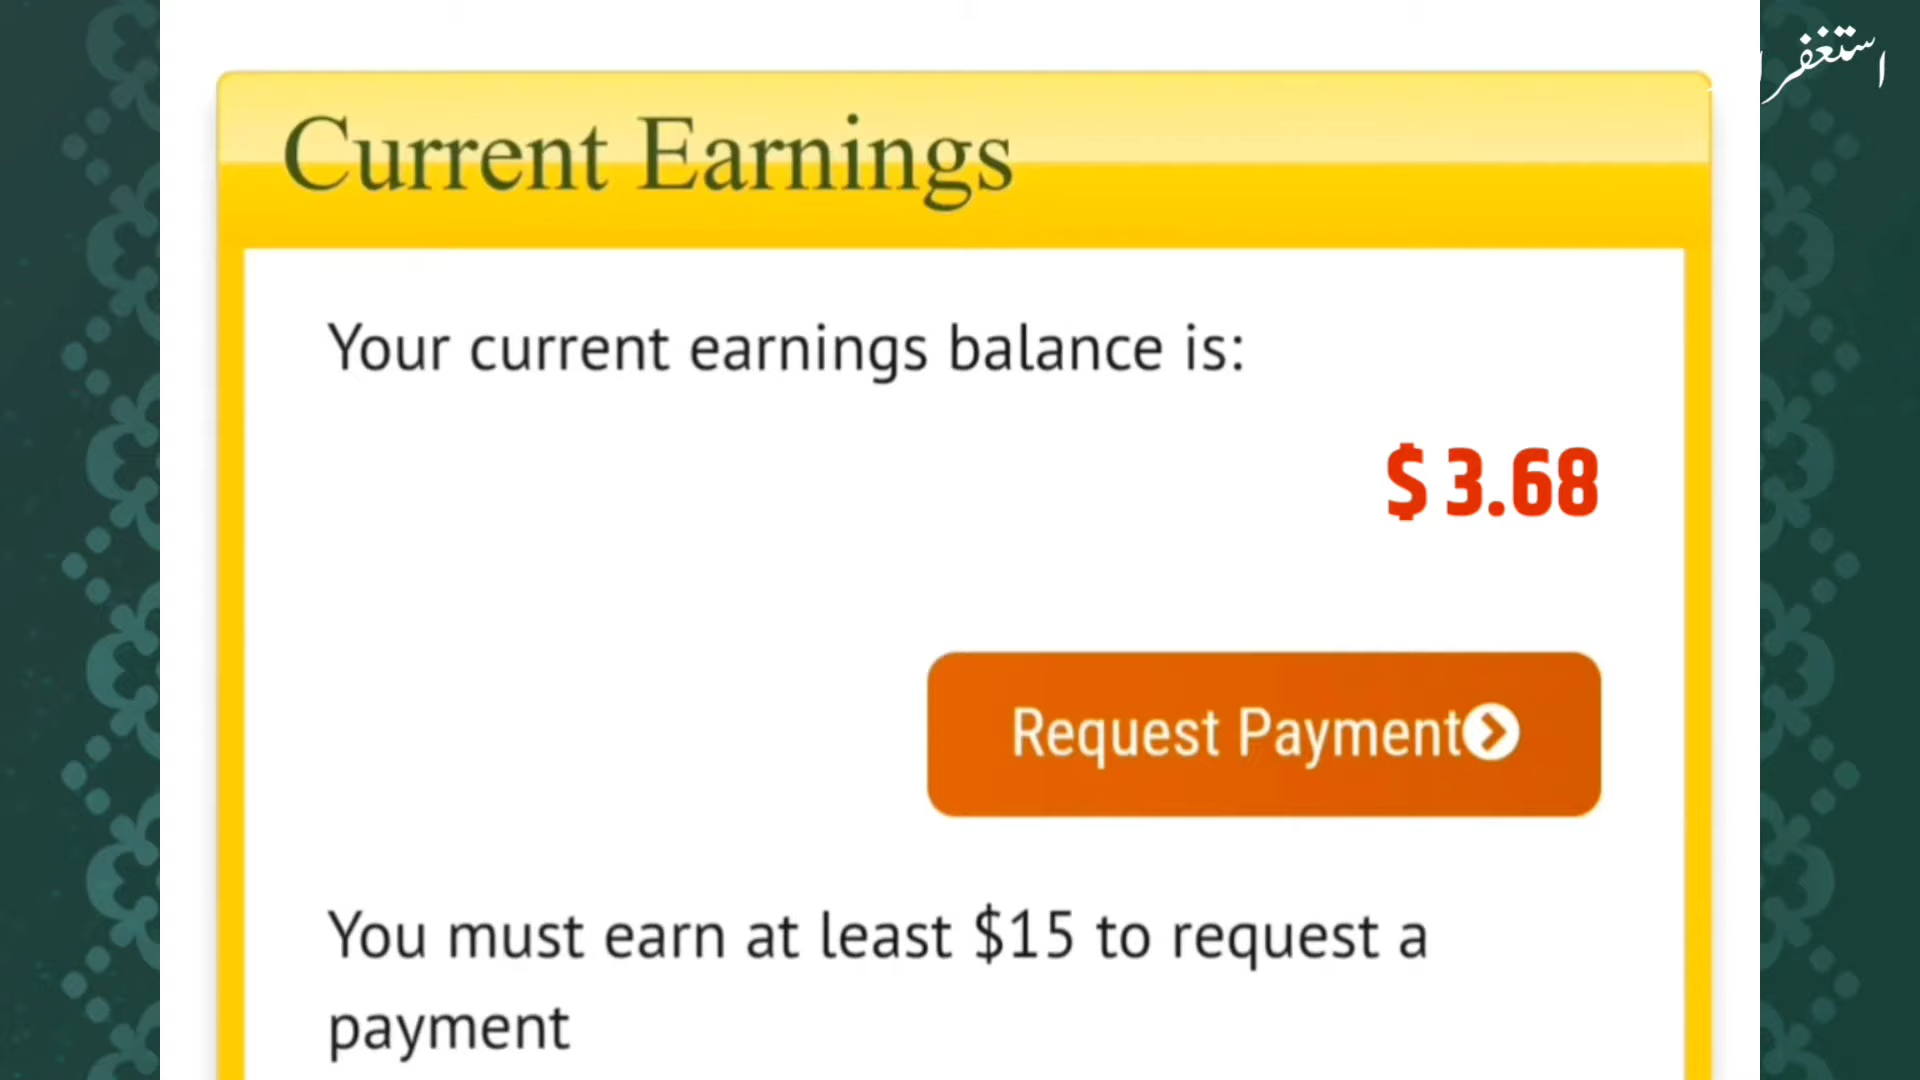 استغفر ا
Current Earnings
Your current earnings balance is:
$ 3.68
Request Payment
You must earn at least $15 to request a
payment